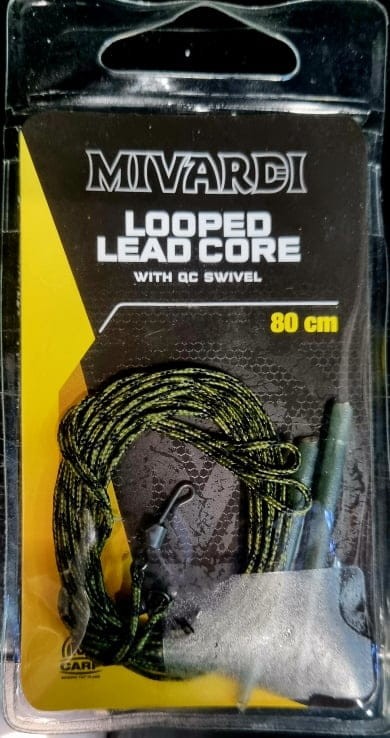 MIVARDI
LOOPED
LEAD CORE
WITH QC SWIVEL
80 cm